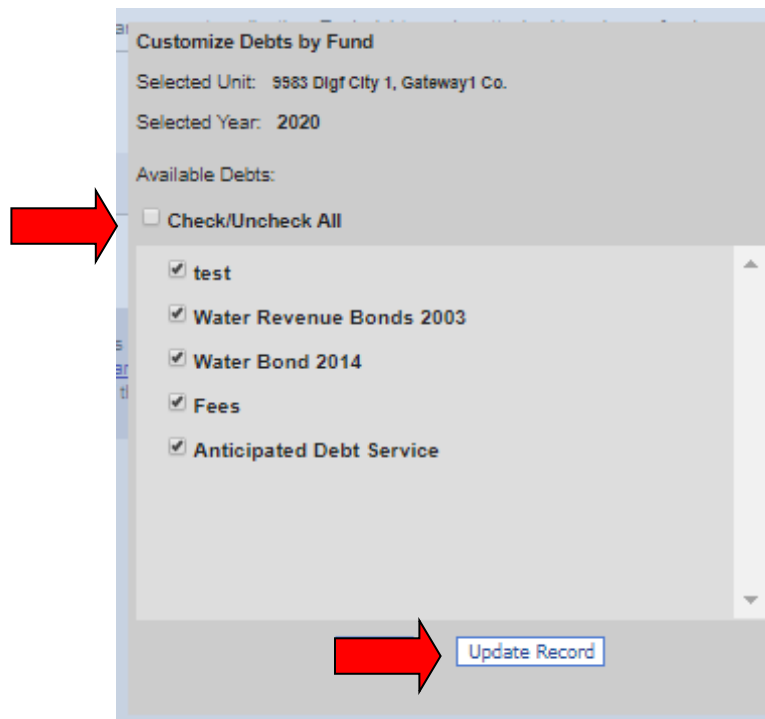 Customize Debts by Fund
Selected Unit: 9983 Digf City 1, Gateway1 Co.
Selected Year: 2020
Available Debts:
Check/Uncheck All
test
Water Revenue Bonds 2003
Water Bond 2014
Fees
Anticipated Debt Service
Update Record